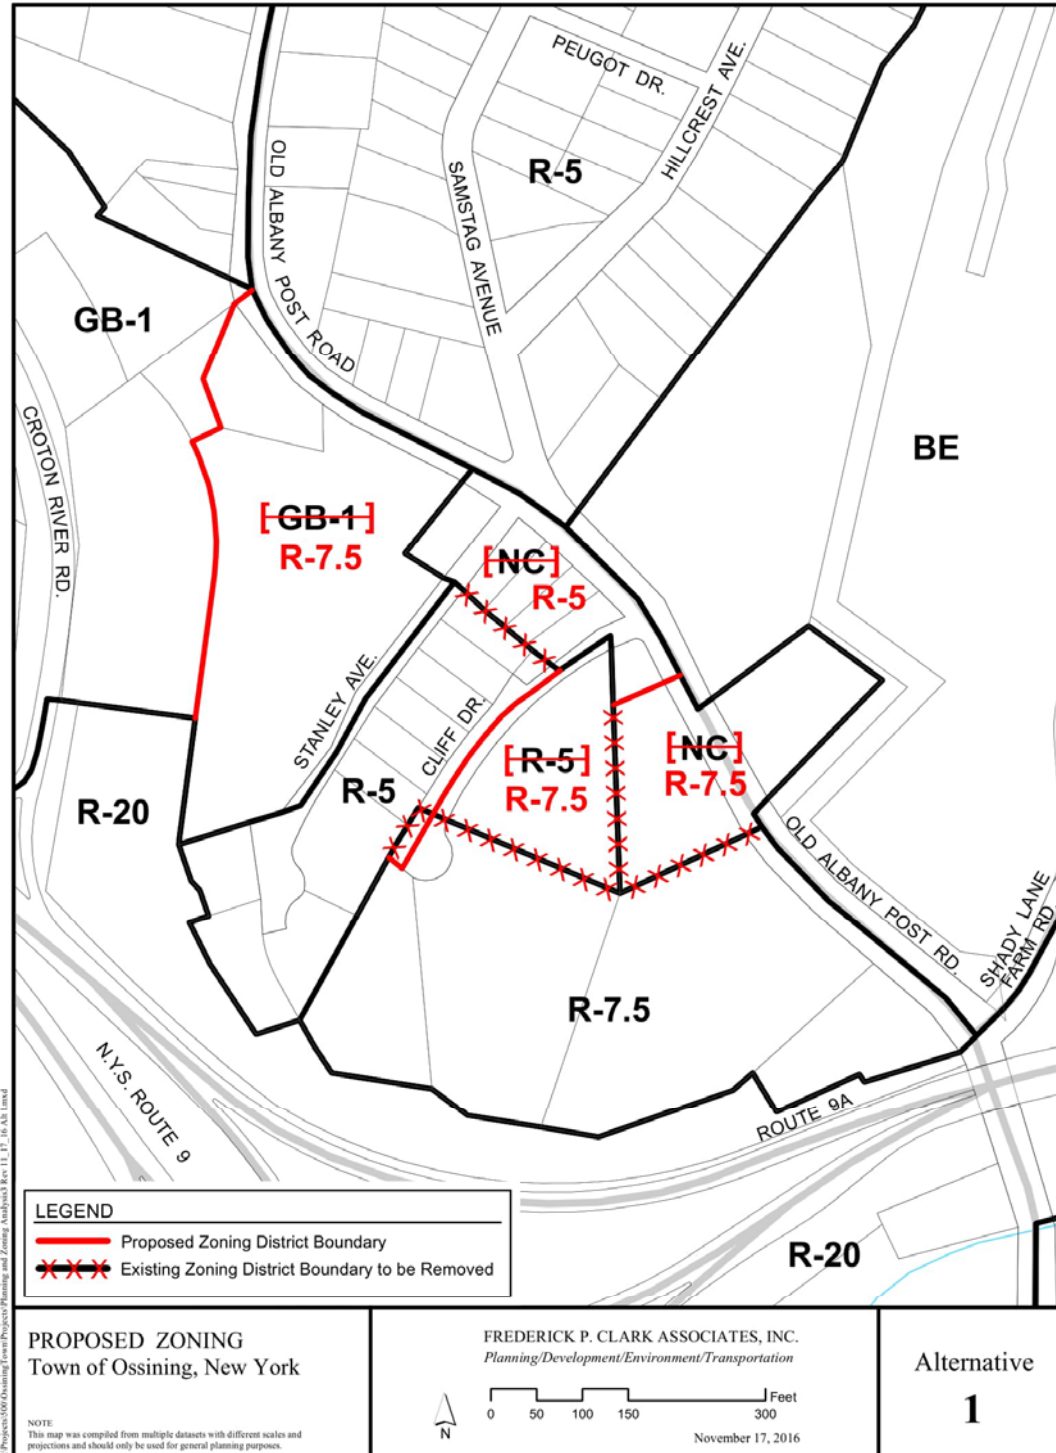 PEUGOT DR.
HILLCREST AVE.
OLD ALBANY POST ROAD
SAMSTAG AVENUE
R-5
GB-1
CROTON RIVER RD.
BE
[GB-1]
R-7.5
[NC]
R-5
STANLEY AVE.
CLIFF DR.
[R-5]
R-7.5
[NC]
R-7.5
R-5
R-20
OLD ALBANY POST RD.
SHADY LANE
FARM RD.
R-7.5
N.Y.S. ROUTE 9
ROUTE 9A
R-20
LEGEND
Proposed Zoning District Boundary
Existing Zoning District Boundary to be Removed
PROPOSED ZONING
Town of Ossining, New York
NOTE
This map was compiled from multiple datasets with different scales and
projections and should only be used for general planning purposes.
FREDERICK P. CLARK ASSOCIATES, INC.
Planning/Development/Environment/Transportation
N
Feet
0 50 100 150 300
November 17, 2016
Alternative
1